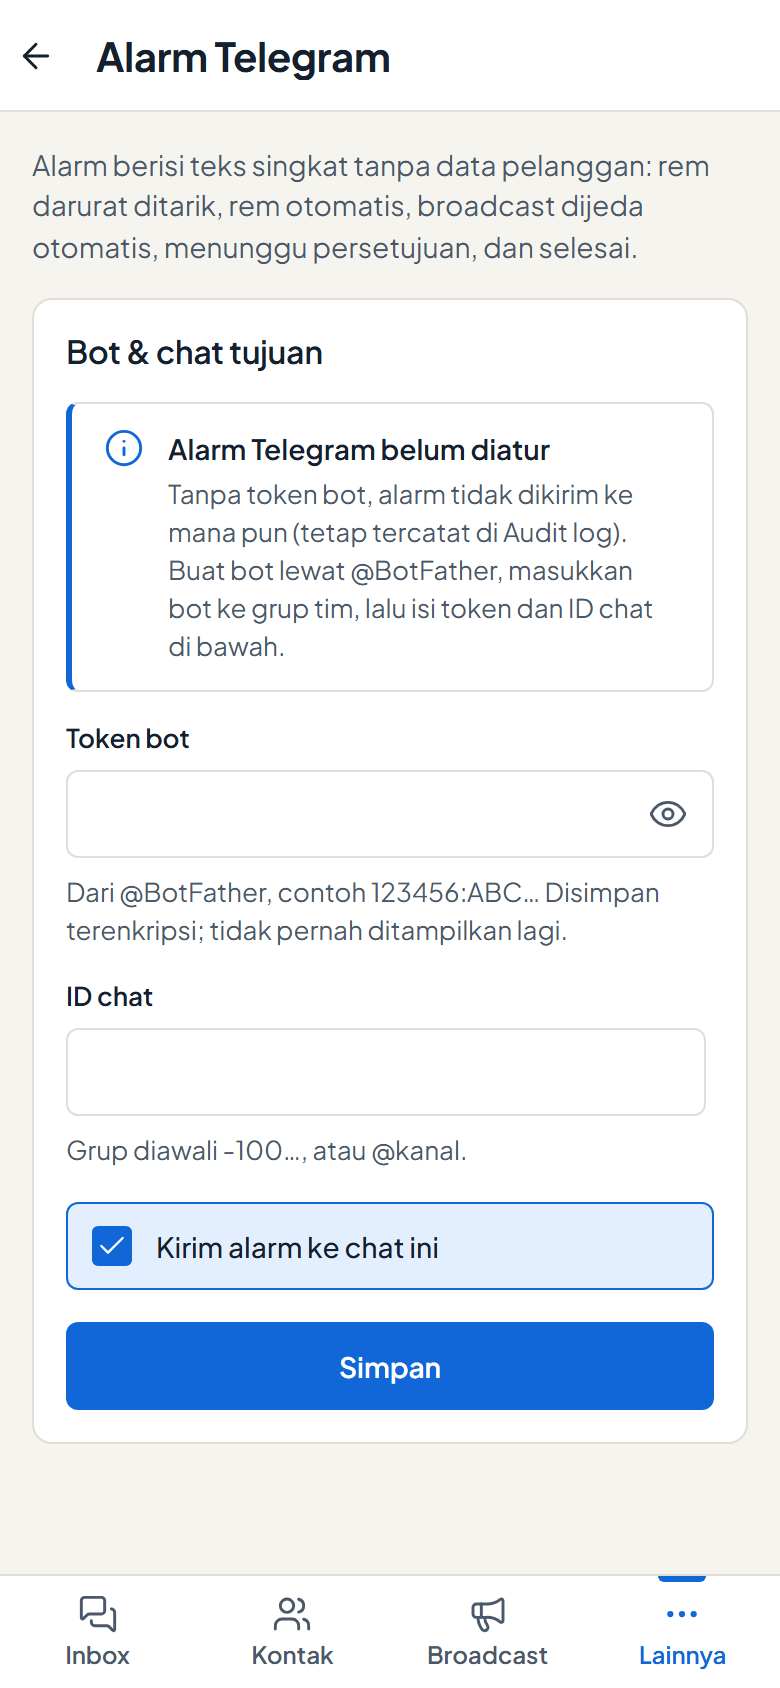 Alarm Telegram
Alarm berisi teks singkat tanpa data pelanggan: rem
darurat ditarik, rem otomatis, broadcast dijeda
otomatis, menunggu persetujuan, dan selesai.
Bot & chat tujuan
Alarm Telegram belum diatur
Tanpa token bot, alarm tidak dikirim ke
mana pun (tetap tercatat di Audit log).
Buat bot lewat @BotFather, masukkan
bot ke grup tim, lalu isi token dan ID chat
di bawah.
Token bot
Dari @BotFather, contoh 123456:ABC… Disimpan
terenkripsi; tidak pernah ditampilkan lagi.
ID chat
Grup diawali -100…, atau @kanal.
Kirim alarm ke chat ini
Simpan
Inbox
Kontak
Broadcast
Lainnya